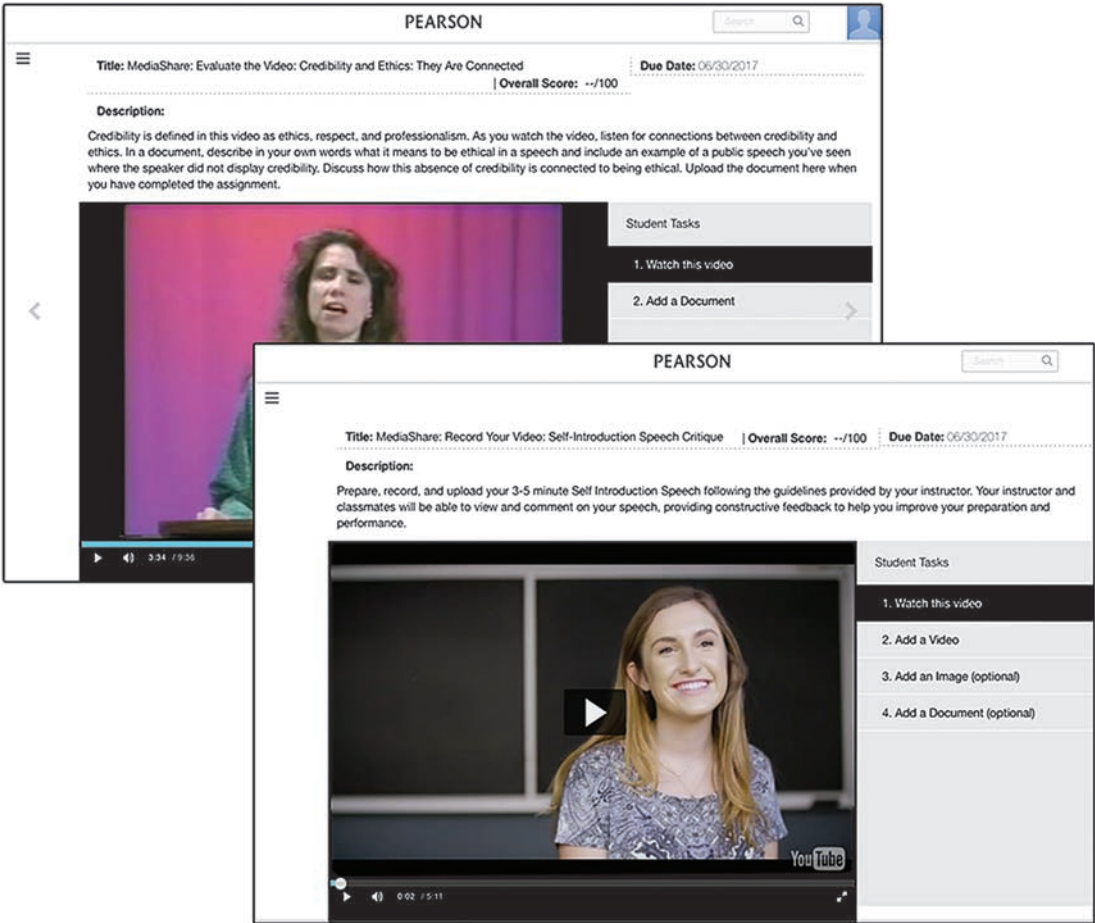 PEARSON
Search
Title: MediaShare: Evaluate the Video: Credibility and Ethics: They Are Connected
| Overall Score: --/100
Due Date: 06/30/2017
Description:
Credibility is defined in this video as ethics, respect, and professionalism. As you watch the video, listen for connections between credibility and
ethics. In a document, describe in your own words what it means to be ethical in a speech and include an example of a public speech you've seen
where the speaker did not display credibility. Discuss how this absence of credibility is connected to being ethical. Upload the document here when
you have completed the assignment.
Student Tasks
1. Watch this video
2. Add a Document
3:34 / 9:36
PEARSON
Search
Title: MediaShare: Record Your Video: Self-Introduction Speech Critique | Overall Score: --/100 Due Date: 06/30/2017
Description:
Prepare, record, and upload your 3-5 minute Self Introduction Speech following the guidelines provided by your instructor. Your instructor and
classmates will be able to view and comment on your speech, providing constructive feedback to help you improve your preparation and
performance.
Student Tasks
1. Watch this video
2. Add a Video
3. Add an Image (optional)
4. Add a Document (optional)
YouTube
0:02 / 5:11